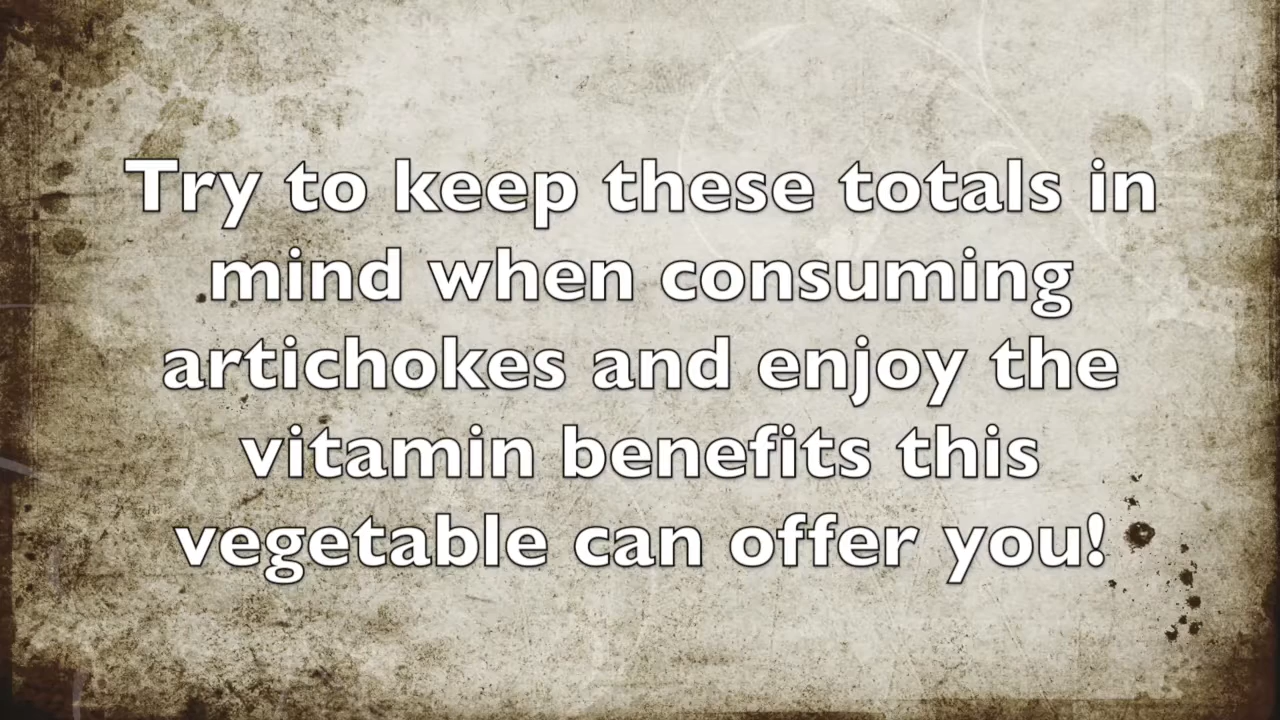 Try to keep these totals in
mind when consuming
artichokes and enjoy the
vitamin benefits this
vegetable can offer you!